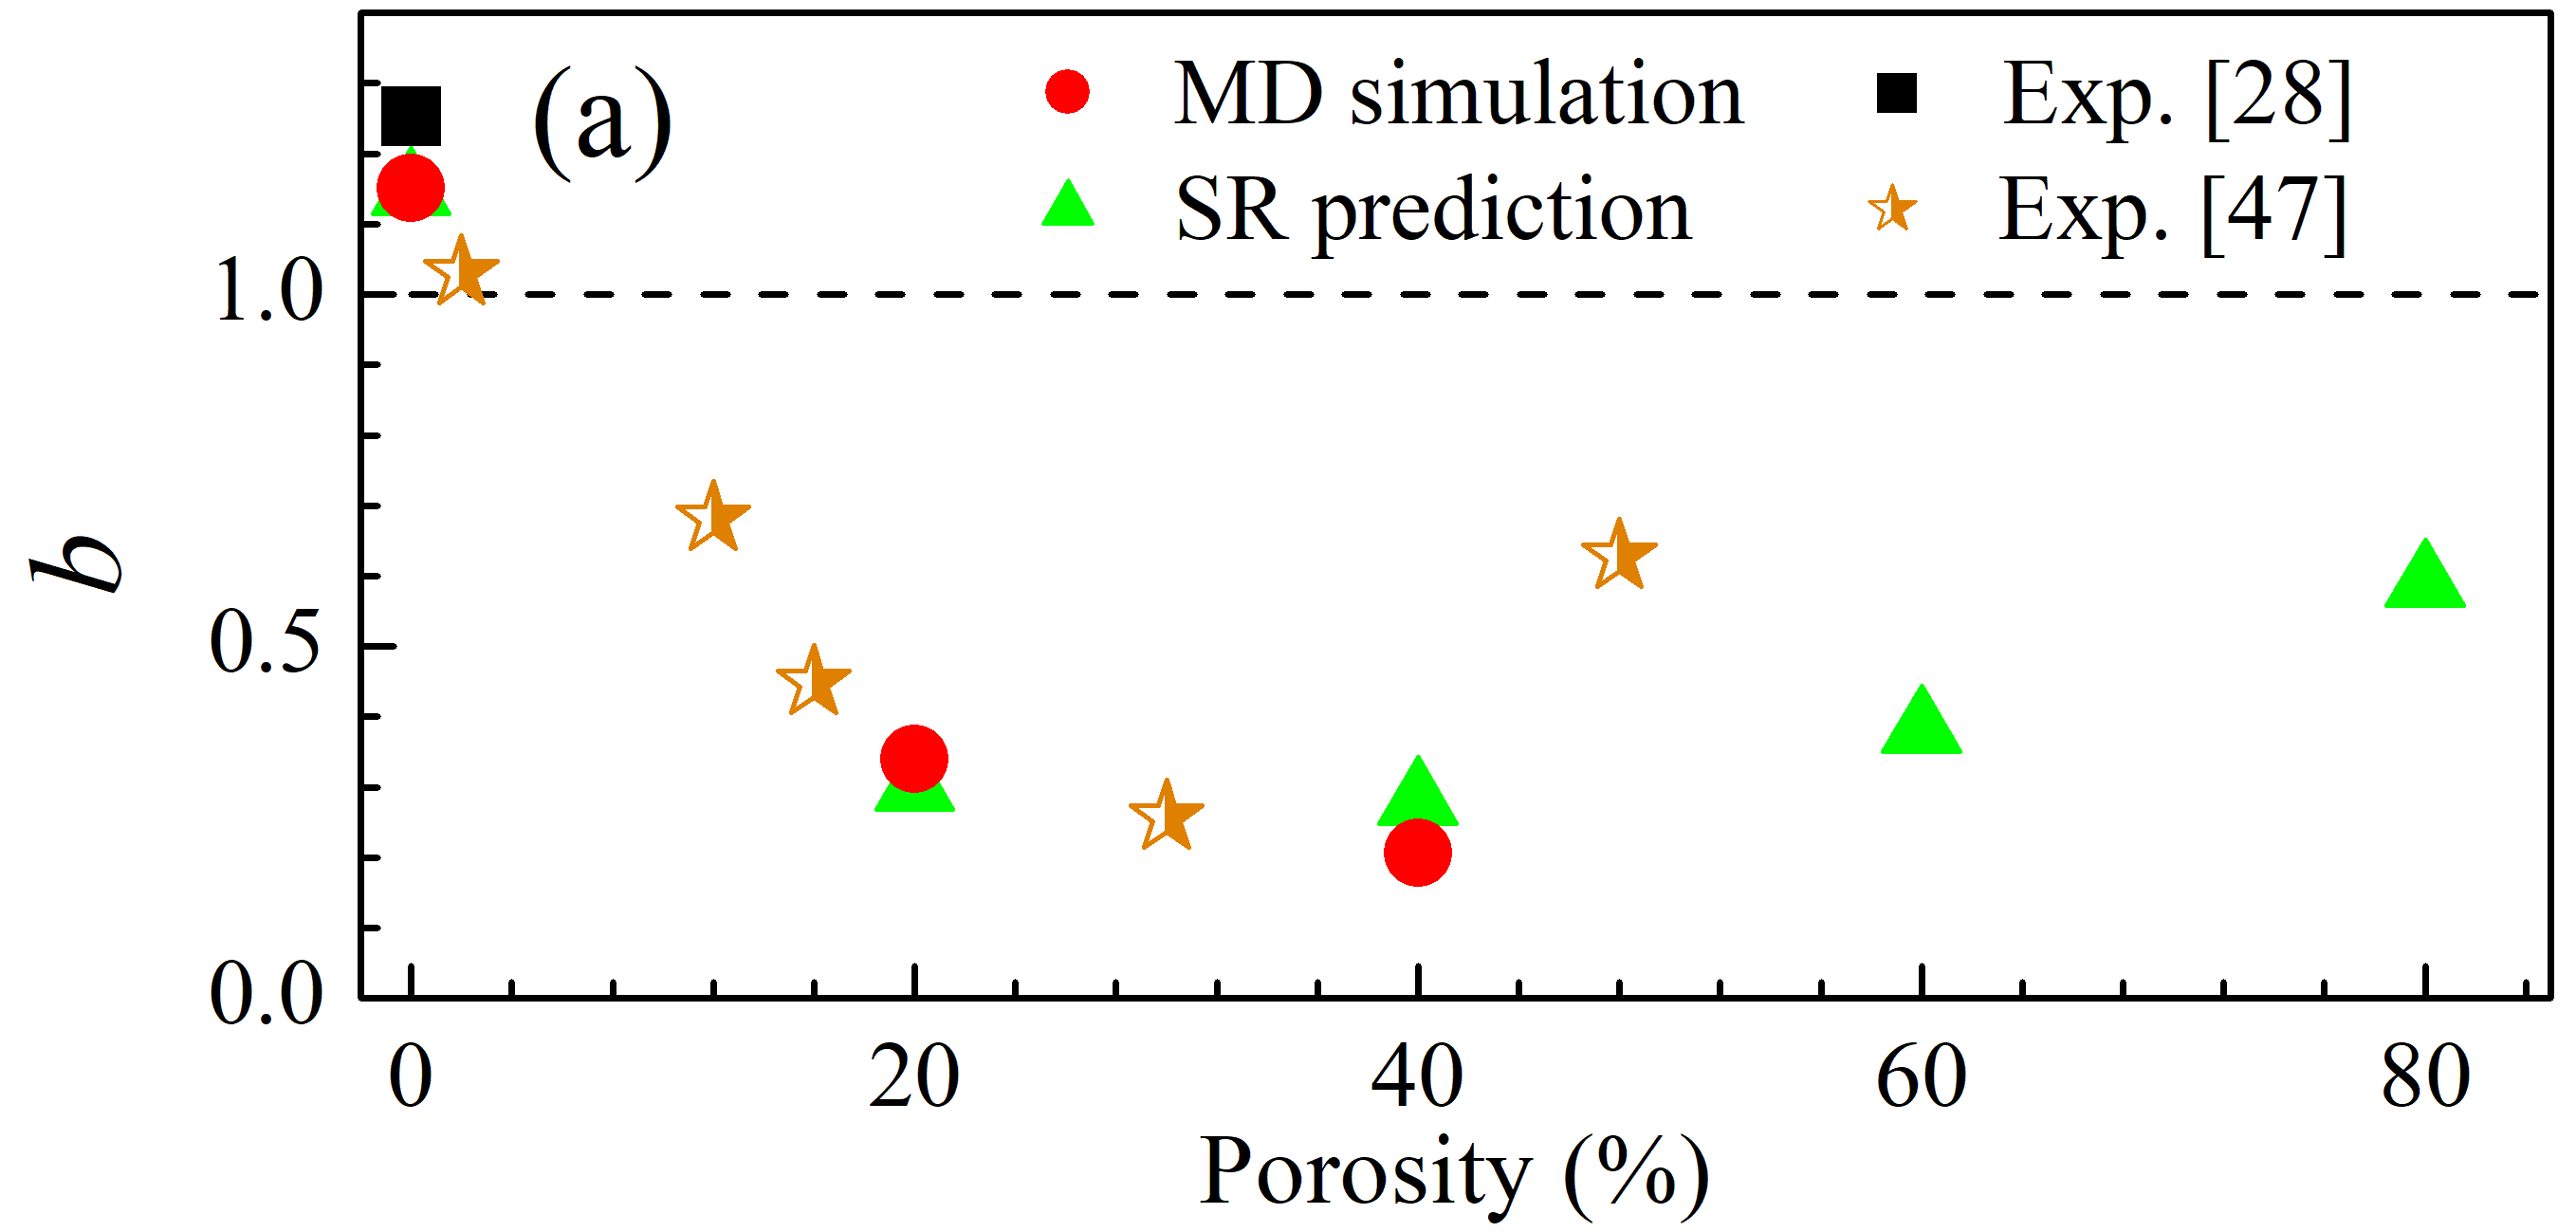 (a)
MD simulation
Exp. [28]
SR prediction
Exp. [47]
1.0
0.5
0.0
b
0 20 40 60 80
Porosity (%)